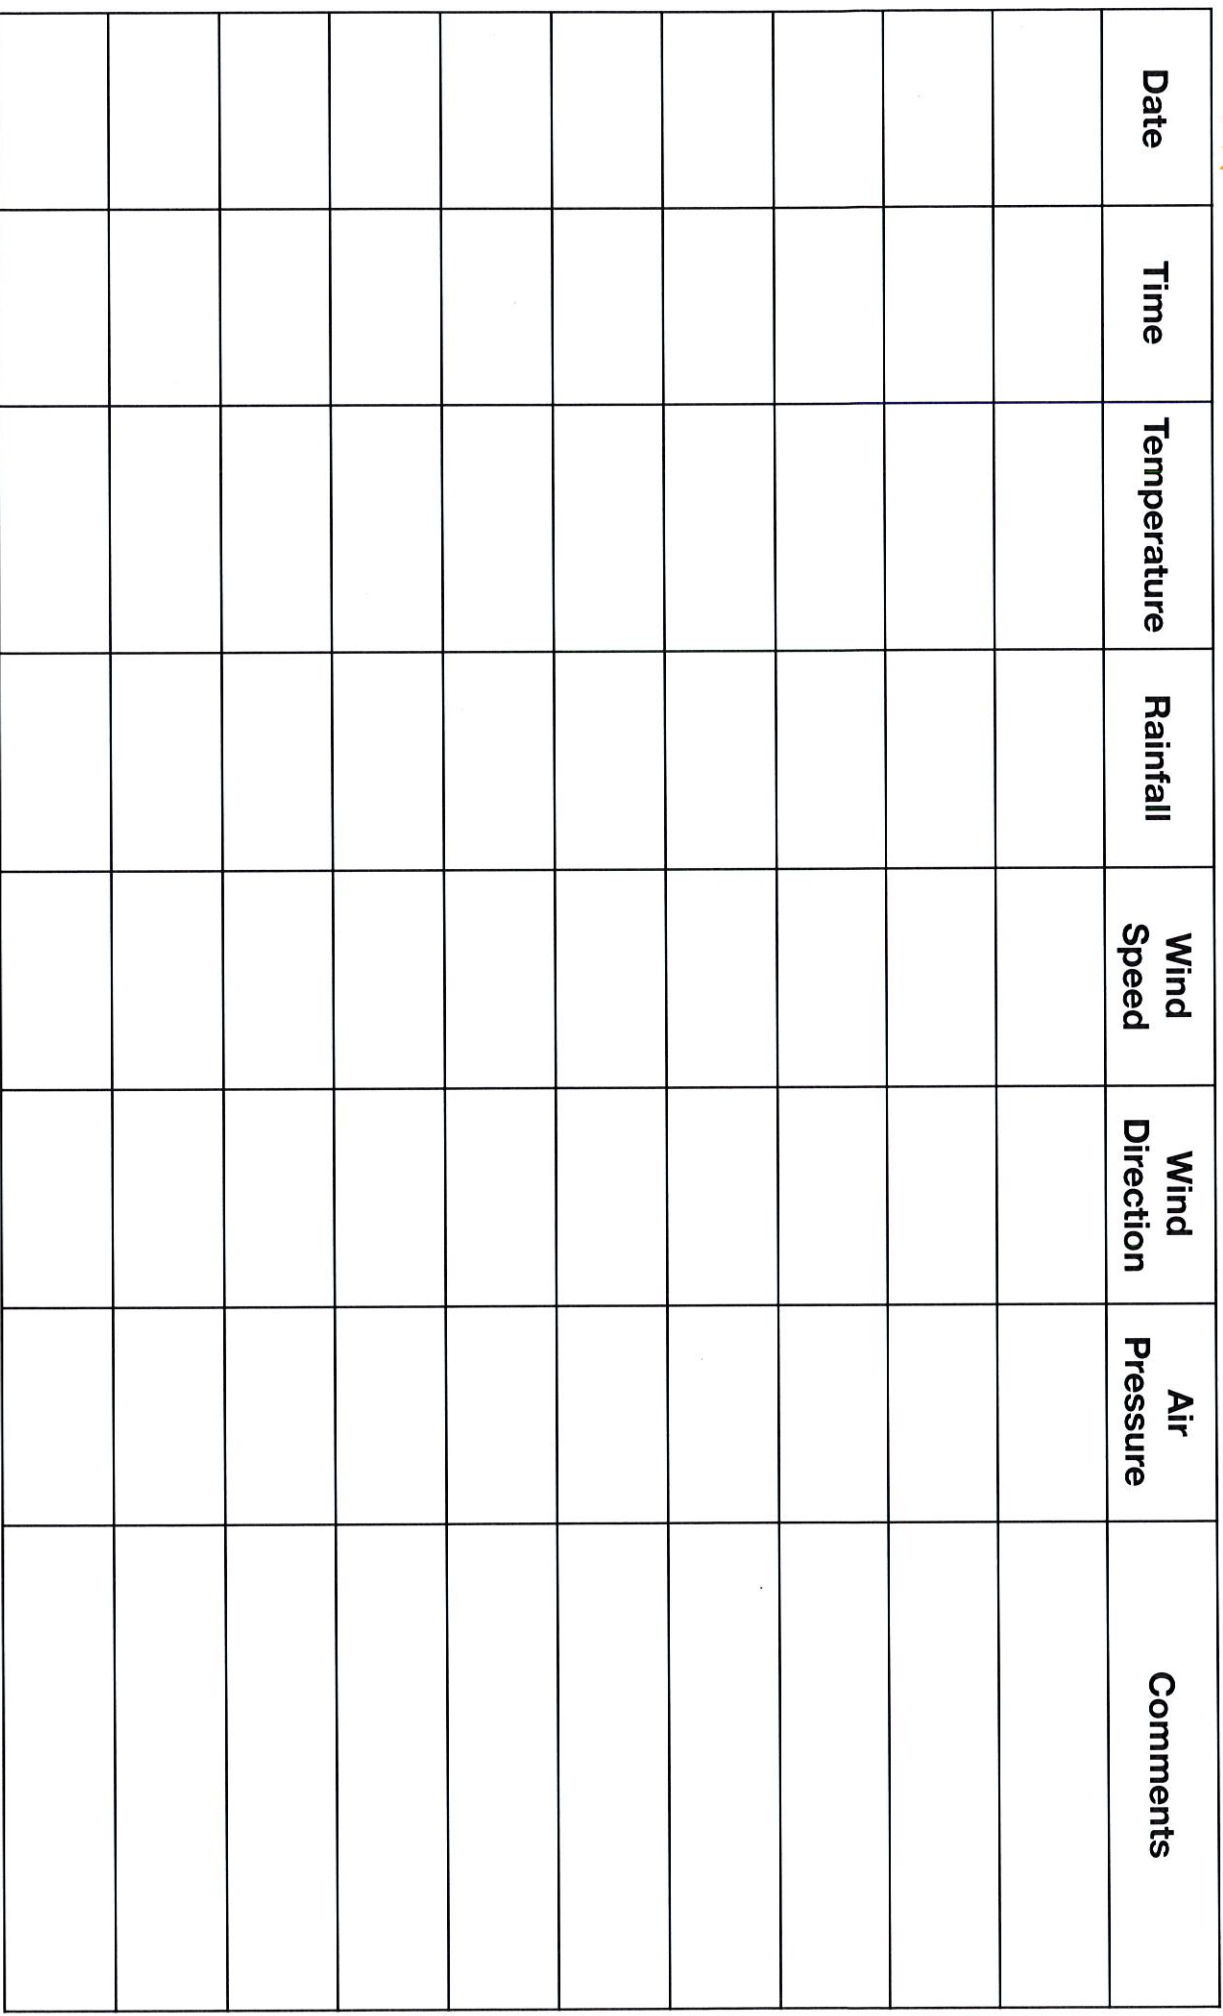 Date
Time
Temperature
Rainfall
Wind
Speed
Wind
Direction
Air
Pressure
Comments